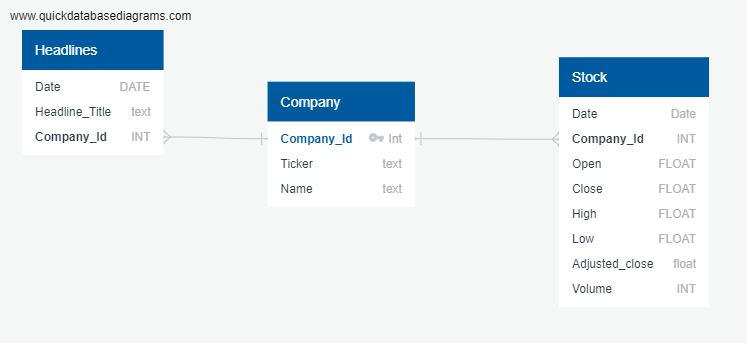 www.quickdatabasediagrams.com
Headlines
Date DATE
Headline_Title text
Company_Id INT
Company
Company_Id Int
Ticker text
Name text
Stock
Date Date
Company_Id INT
Open FLOAT
Close FLOAT
High FLOAT
Low FLOAT
Adjusted_close float
Volume INT